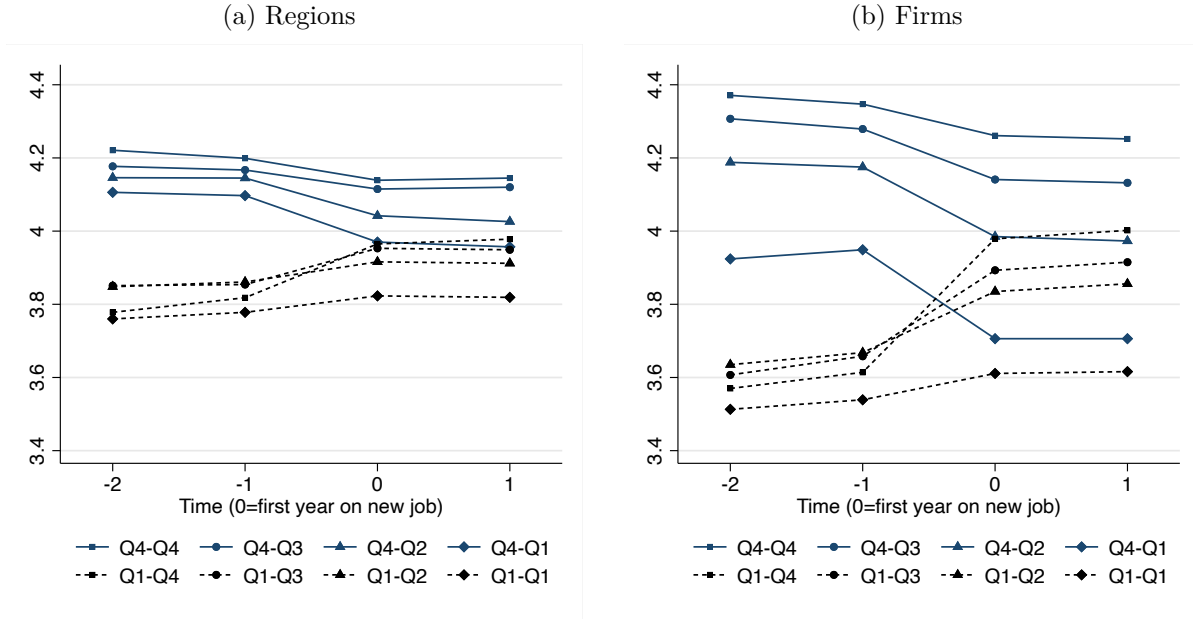 (a) Regions
4.4
4.2
4
3.8
3.6
3.4
-2 -1 0 1
Time (0=first year on new job)
Q4-Q4 Q4-Q3 Q4-Q2 Q4-Q1
Q1-Q4 Q1-Q3 Q1-Q2 Q1-Q1
(b) Firms
4.4
4.2
4
3.8
3.6
3.4
-2 -1 0 1
Time (0=first year on new job)
Q4-Q4 Q4-Q3 Q4-Q2 Q4-Q1
Q1-Q4 Q1-Q3 Q1-Q2 Q1-Q1